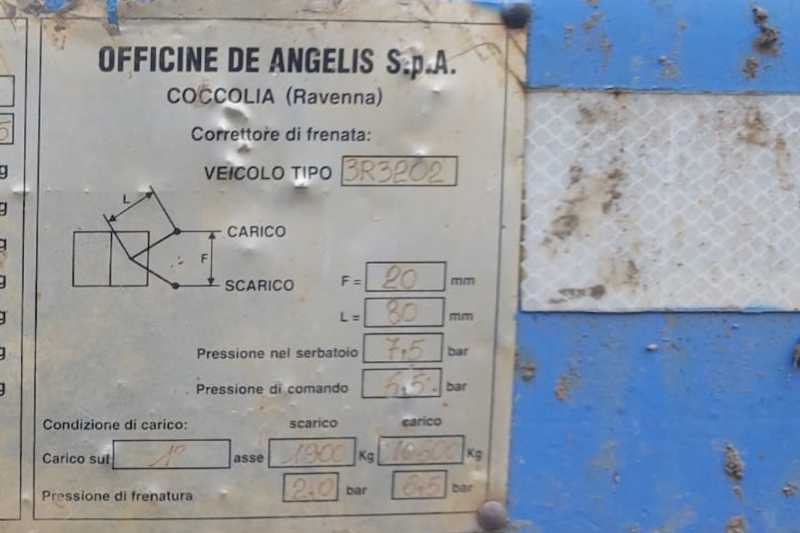 OFFICINE DE ANGELIS S.p.A.
COCCOLIA (Ravenna)
Correttore di frenata:
VEICOLO TIPO 3R3202
L
CARICO
F
SCARICO
F = 20 mm
L = 80 mm
Pressione nel serbatoio 7,5 bar
Pressione di comando 6,5 bar
Condizione di carico: scarico carico
Carico sul 1° asse 1900 Kg 10500 Kg
Pressione di frenatura 2.0 bar 6,5 bar